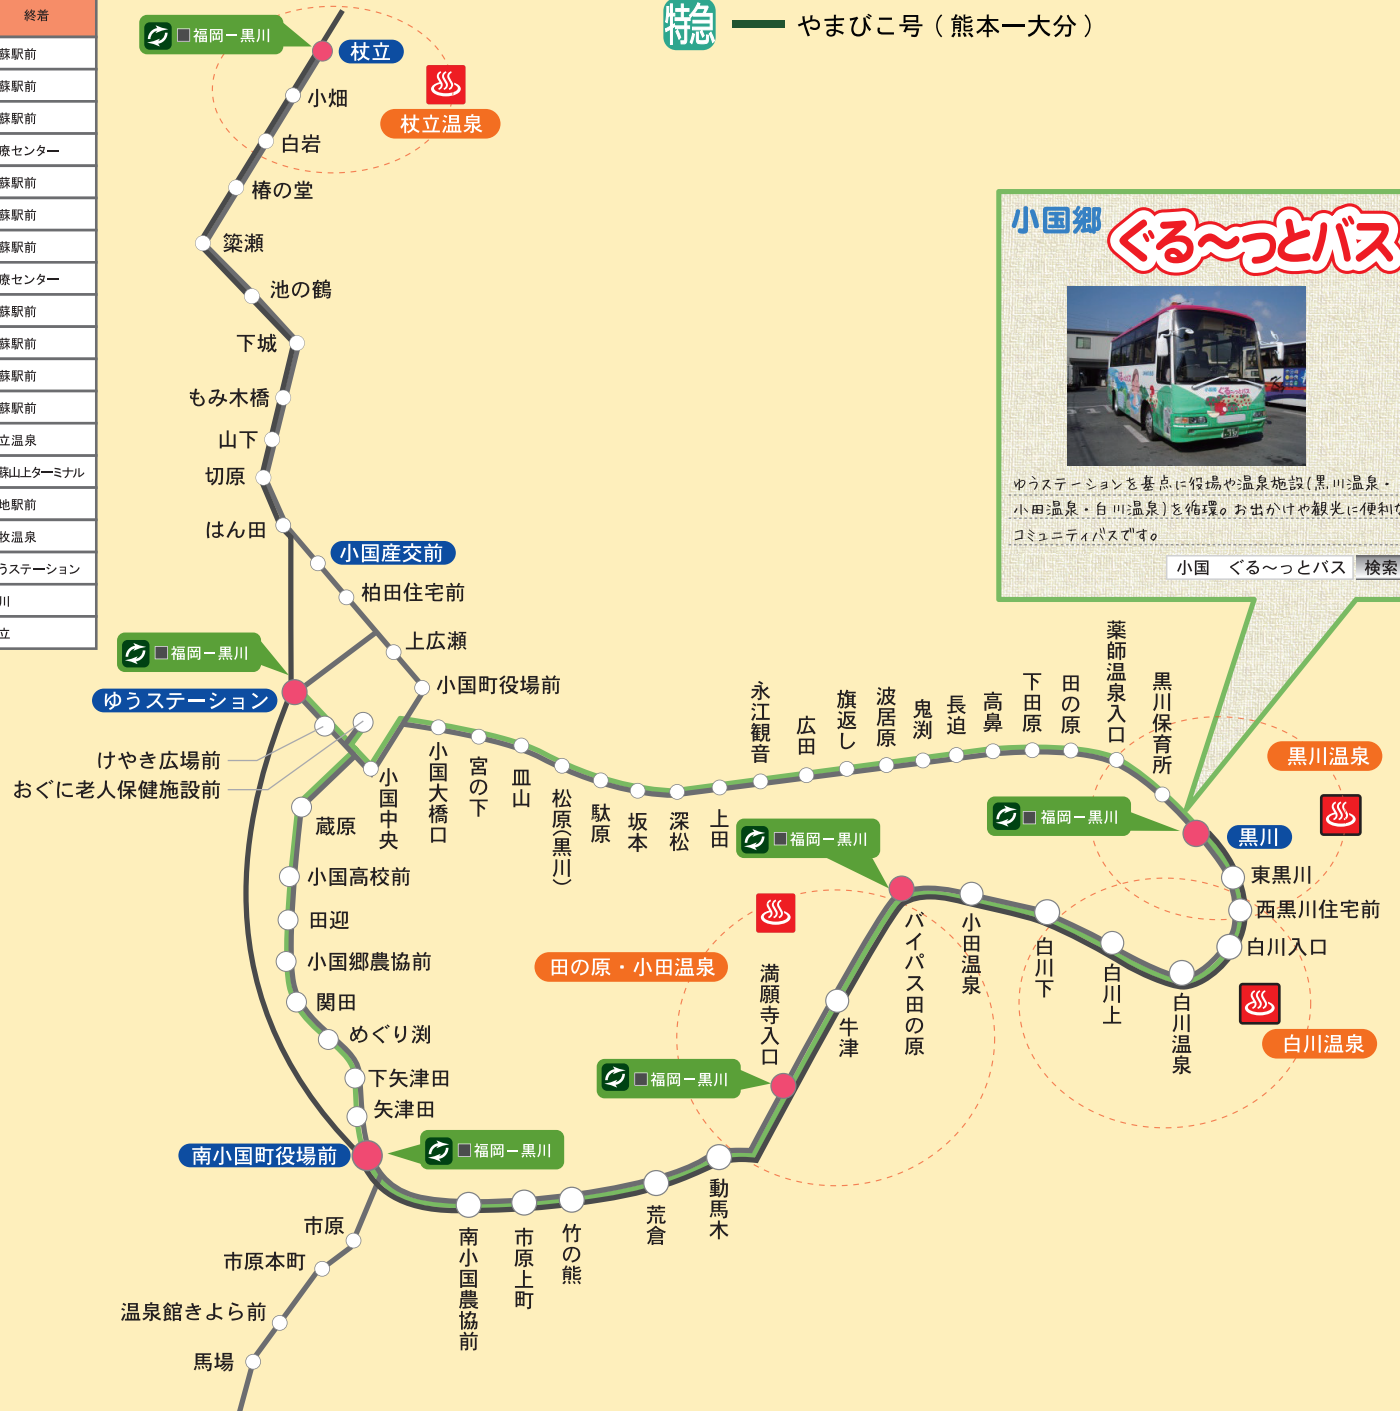 終着
蘇駅前
蘇駅前
蘇駅前
療センター
蘇駅前
蘇駅前
蘇駅前
療センター
蘇駅前
蘇駅前
蘇駅前
蘇駅前
立温泉
蘇山上ターミナル
地駅前
牧温泉
うステーション
川
立
特急
やまびこ号(熊本ー大分)
福岡ー黒川
杖立
小畑
杖立温泉
白岩
椿の堂
簗瀬
池の鶴
下城
もみ木橋
山下
切原
はん田
小国産交前
柏田住宅前
上広瀬
小国町役場前
福岡ー黒川
ゆうステーション
けやき広場前
おぐに老人保健施設前
小国中央
小国大橋口
宮の下
皿山
松原(黒川)
駄原
坂本
深松
上田
永江観音
広田
旗返し
波居原
鬼渕
長迫
高鼻
下田原
田の原
薬師温泉入口
黒川保育所
小国郷
ぐる〜っとバス
ぐる〜っとバス
ゆうステーションを基点に役場や温泉施設(黒川温泉・
小田温泉・白川温泉)を循環。お出かけや観光に便利な
コミュニティバスです。
小国 ぐる〜っとバス
検索
黒川温泉
福岡ー黒川
黒川
東黒川
西黒川住宅前
白川入口
白川温泉
白川温泉
白川上
白川下
小田温泉
バイパス田の原
福岡ー黒川
田の原・小田温泉
牛津
満願寺入口
福岡ー黒川
動馬木
荒倉
竹の熊
市原上町
南小国農協前
蔵原
小国高校前
田迎
小国郷農協前
関田
めぐり渕
下矢津田
矢津田
南小国町役場前
福岡ー黒川
市原
市原本町
温泉館きよら前
馬場